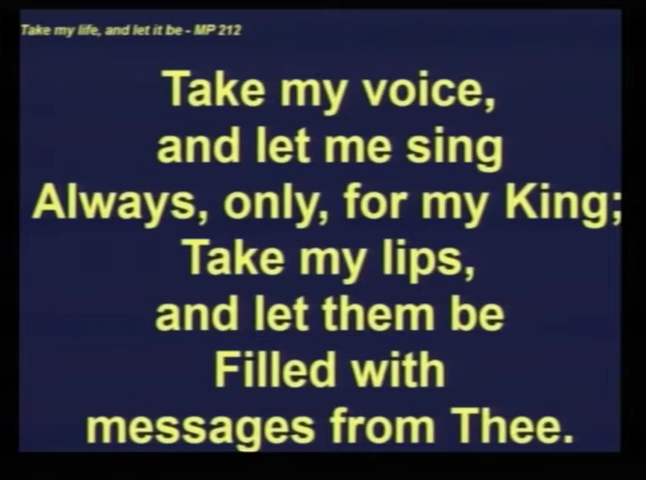 Take my life, and let it be - MP 212
Take my voice,
and let me sing
Always, only, for my King;
Take my lips,
and let them be
Filled with
messages from Thee.